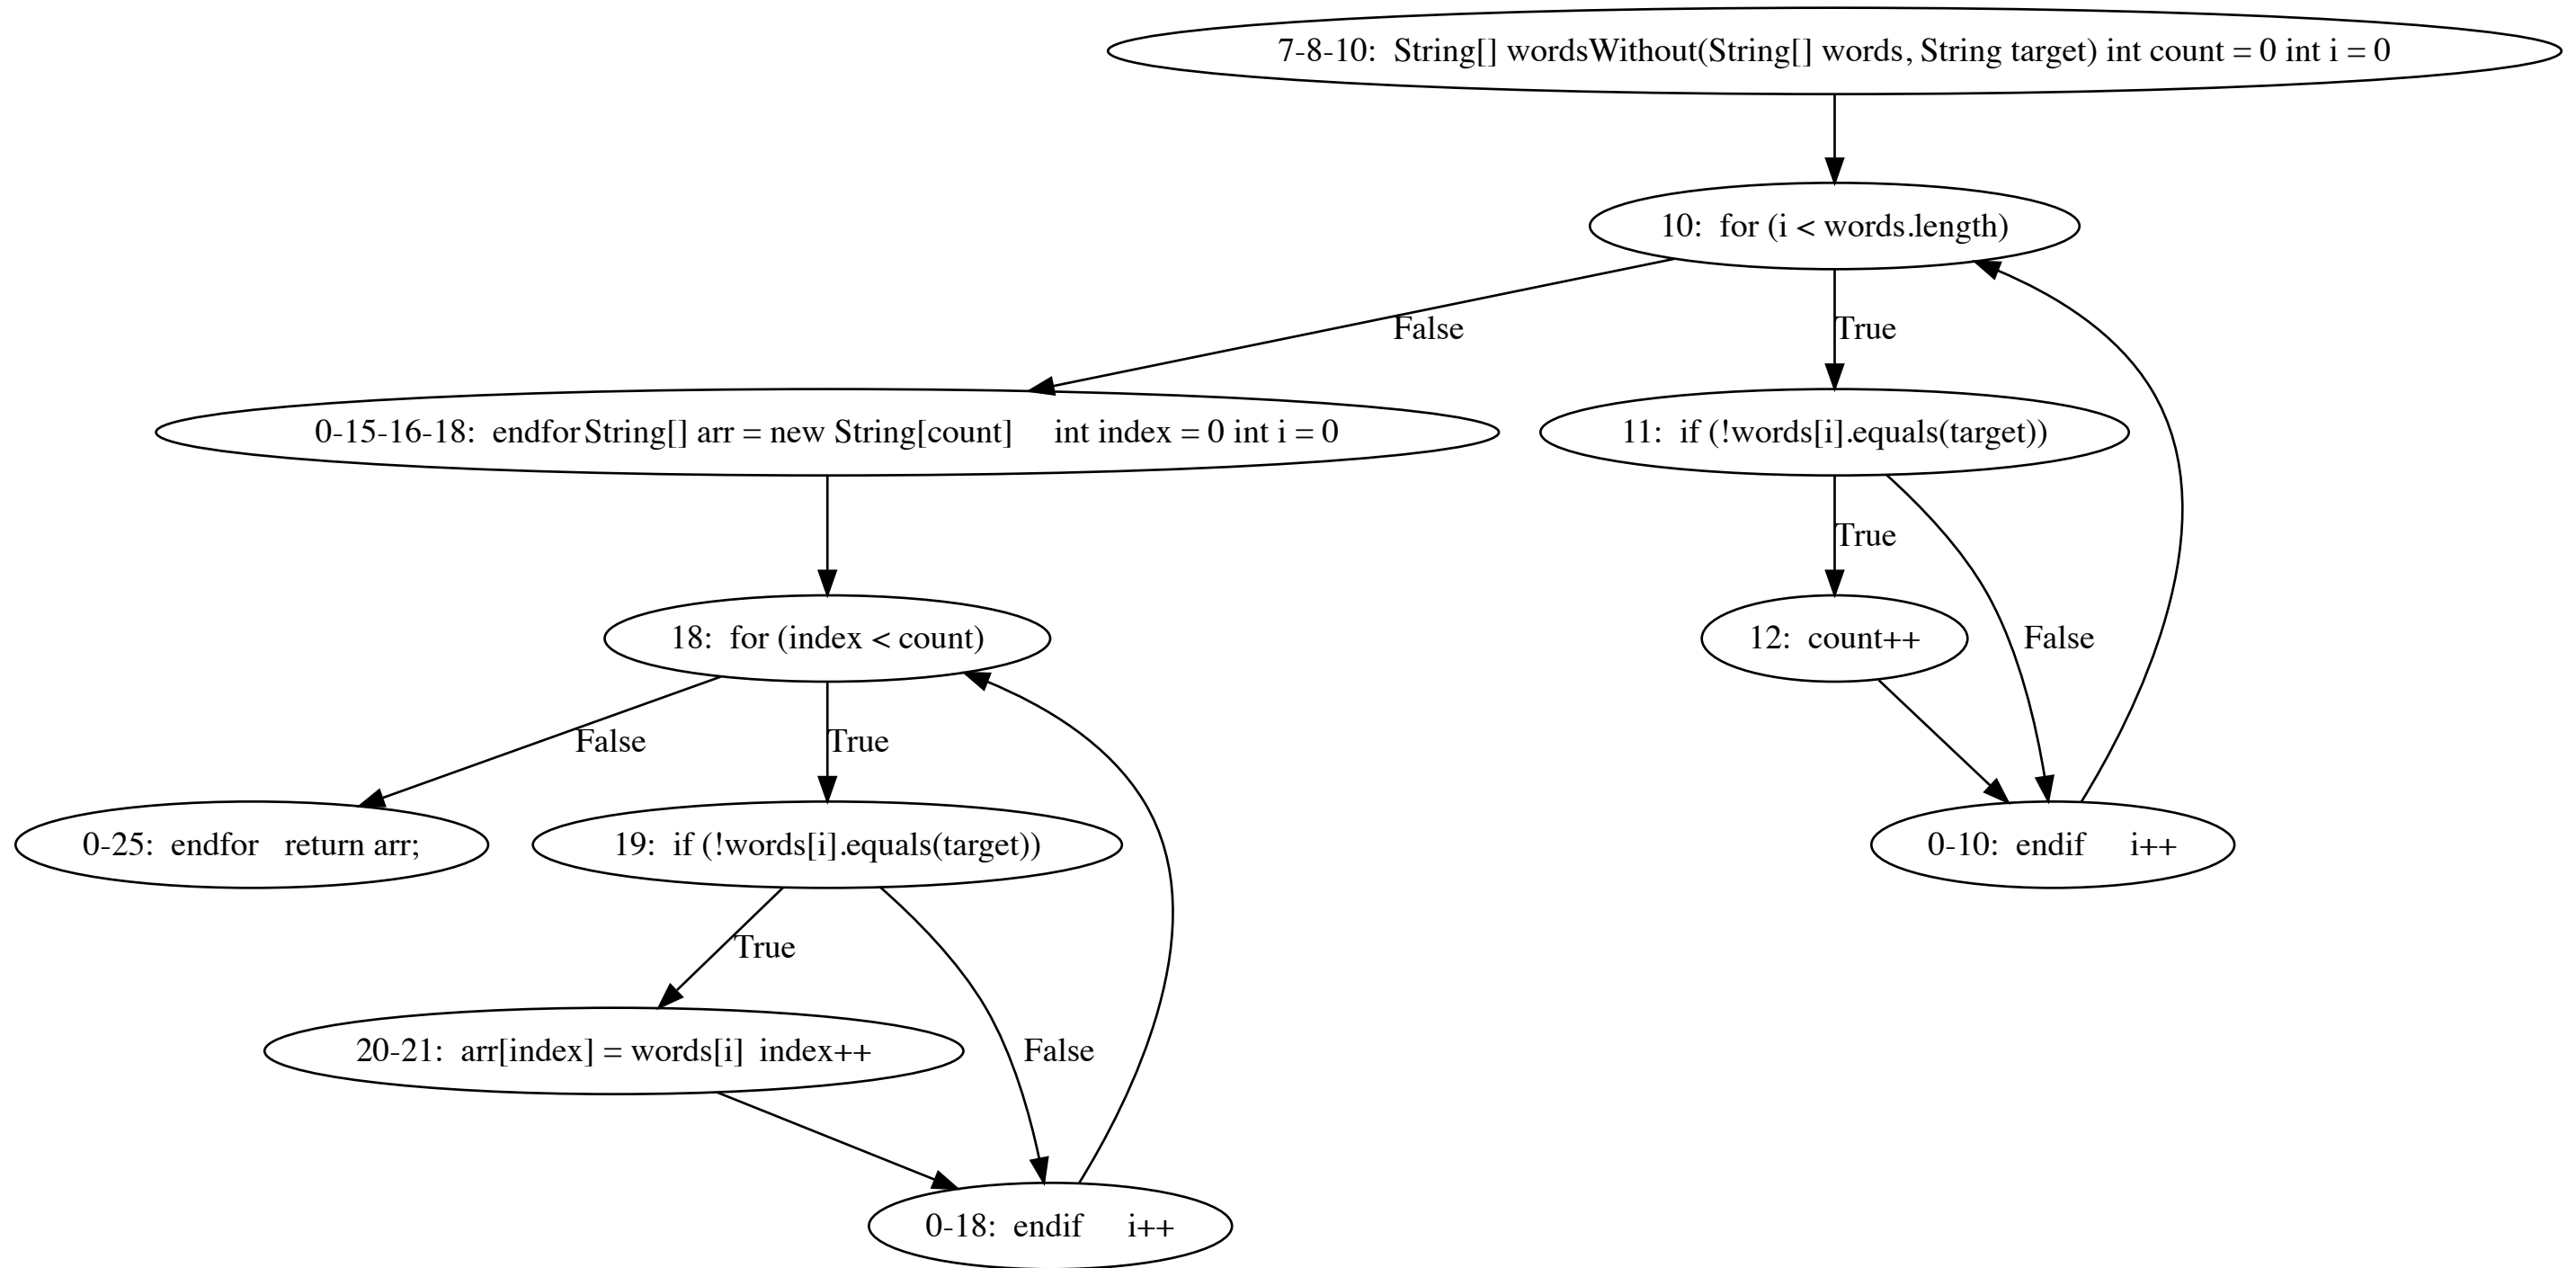 7-8-10: String[] wordsWithout(String[] words, String target) int count = 0 int i = 0
10: for (i < words.length)
False
True
0-15-16-18: endforString[] arr = new String[count] int index = 0 int i = 0
11: if (!words[i].equals(target))
True
18: for (index < count)
12: count++
False
False
True
0-25: endfor return arr;
19: if (!words[i].equals(target))
0-10: endif i++
True
20-21: arr[index] = words[i] index++
False
0-18: endif i++